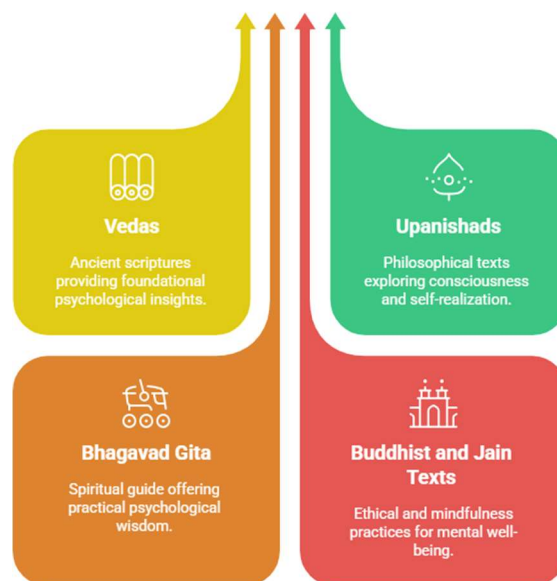 Vedas
Ancient scriptures
providing foundational
psychological insights.
Upanishads
Philosophical texts
exploring consciousness
and self-realization.
Bhagavad Gita
Spiritual guide offering
practical psychological
wisdom.
Buddhist and Jain
Texts
Ethical and mindfulness
practices for mental well-
being.